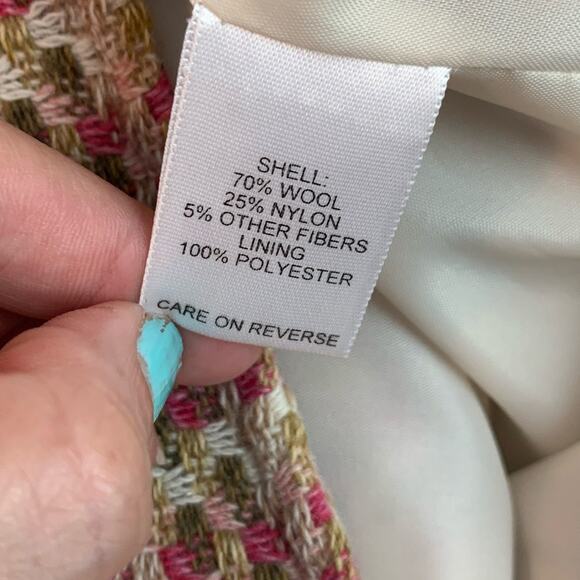 SHELL:
70% WOOL
25% NYLON
5% OTHER FIBERS
LINING
100% POLYESTER
CARE ON REVERSE